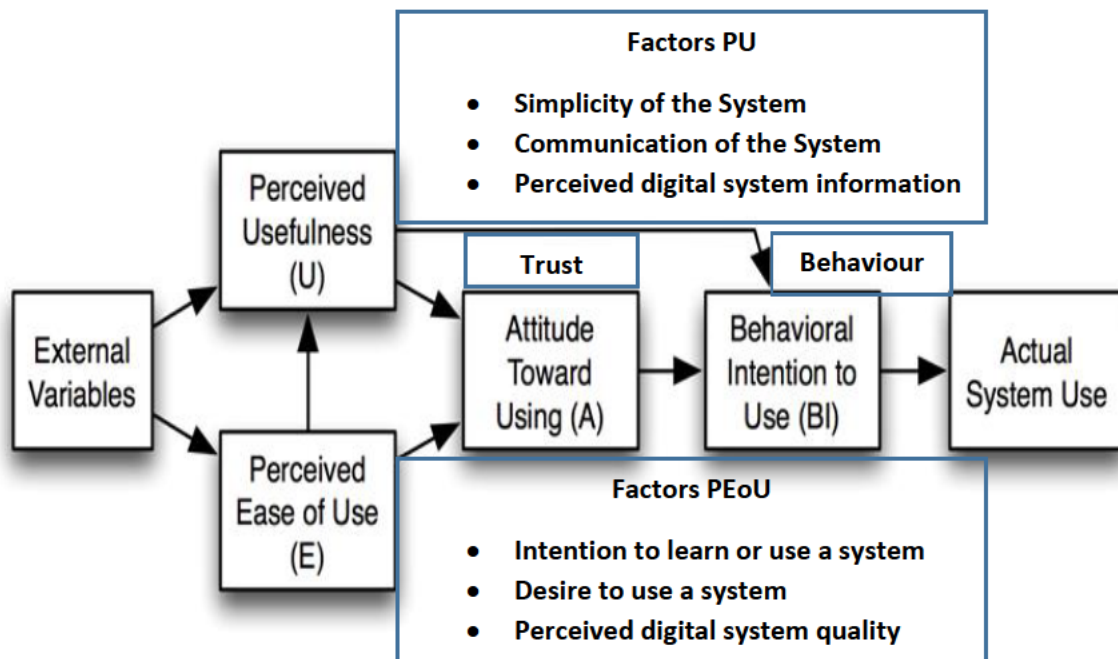 Factors PU
• Simplicity of the System
• Communication of the System
• Perceived digital system information
Perceived
Usefulness
(U)
Trust
Behaviour
External
Variables
Attitude
Toward
Using (A)
Behavioral
Intention to
Use (BI)
Actual
System Use
Perceived
Ease of Use
(E)
Factors PEoU
• Intention to learn or use a system
• Desire to use a system
• Perceived digital system quality